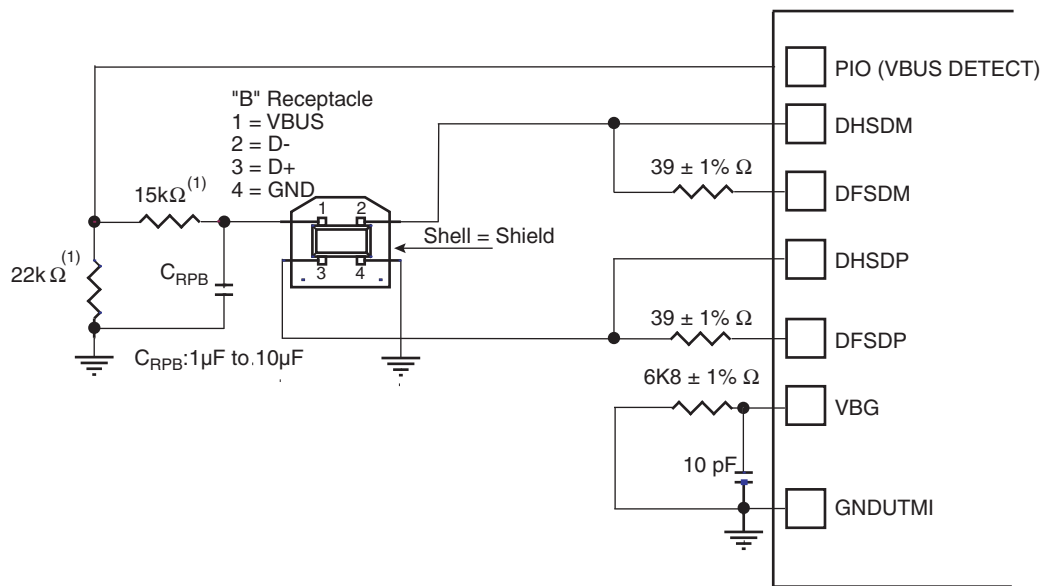 PIO (VBUS DETECT)
"B" Receptacle
1 = VBUS
2 = D-
3 = D+
4 = GND
DHSDM
39 ± 1% Ω
DFSDM
15kΩ(1)
1 2
Shell = Shield
3 4
DHSDP
22k Ω(1)
CRPB
39 ± 1% Ω
DFSDP
CRPB:1µF to 10µF
6K8 ± 1% Ω
VBG
10 pF
GNDUTMI